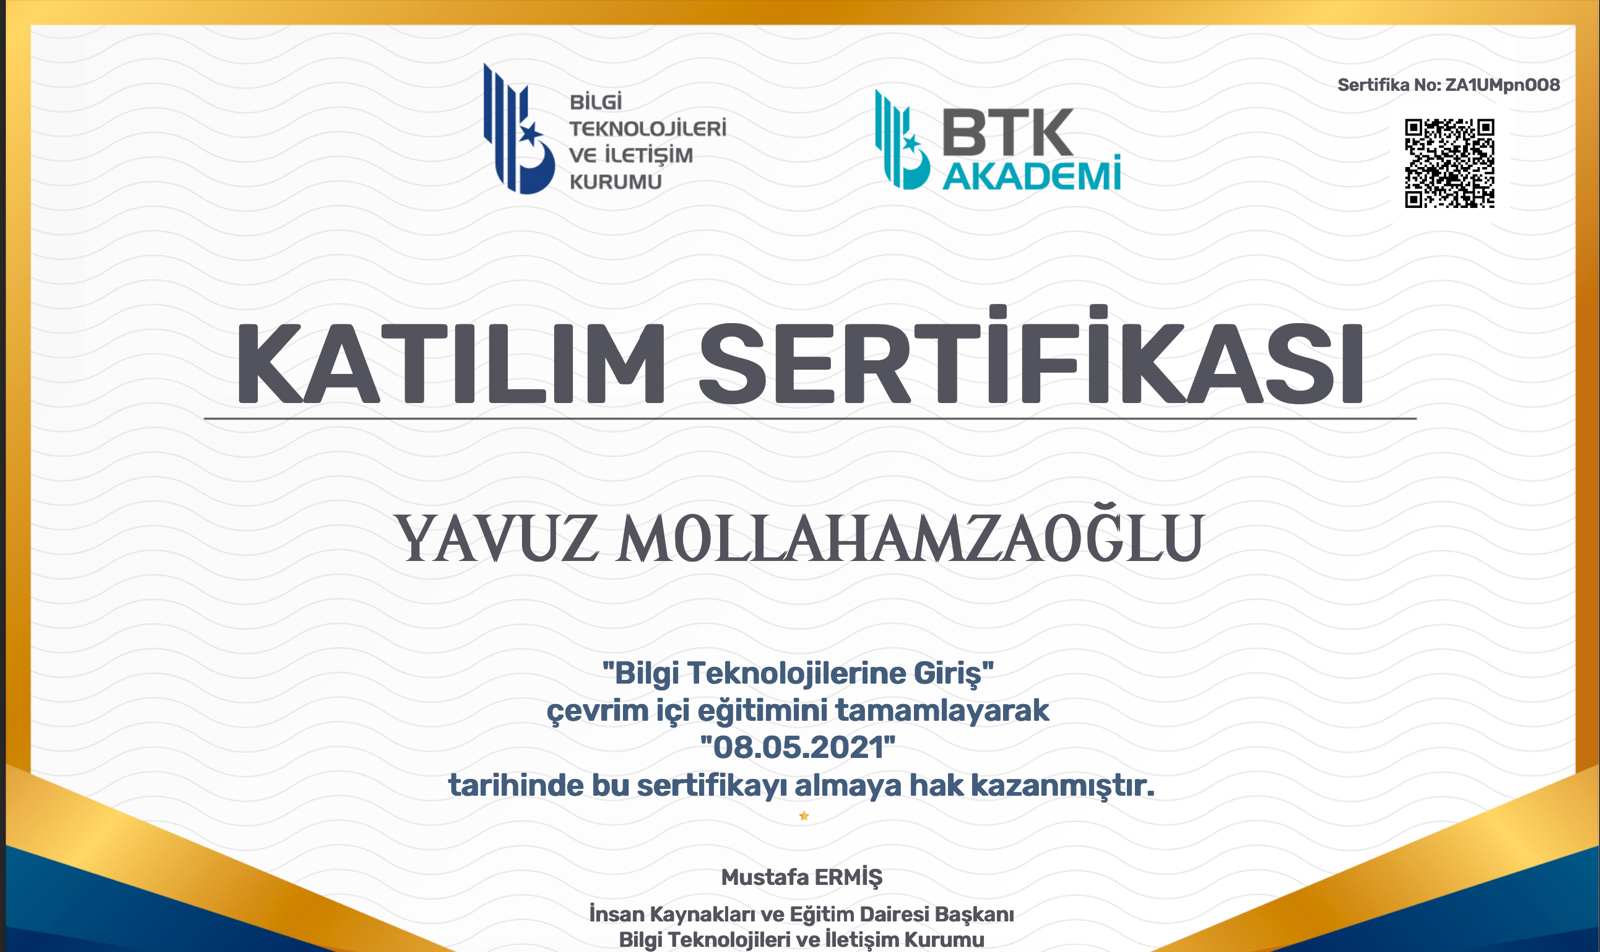 BİLGİ
TEKNOLOJİLERİ
VE İLETİŞİM
KURUMU
BTK
AKADEMİ
Sertifika No: ZA1UMpnOO8
KATILIM SERTİFİKASI
YAVUZ MOLLAHAMZAOĞLU
"Bilgi Teknolojilerine Giriş"
çevrim içi eğitimini tamamlayarak
"08.05.2021"
tarihinde bu sertifikayı almaya hak kazanmıştır.
Mustafa ERMİŞ
İnsan Kaynakları ve Eğitim Dairesi Başkanı
Bilgi Teknolojileri ve İletişim Kurumu